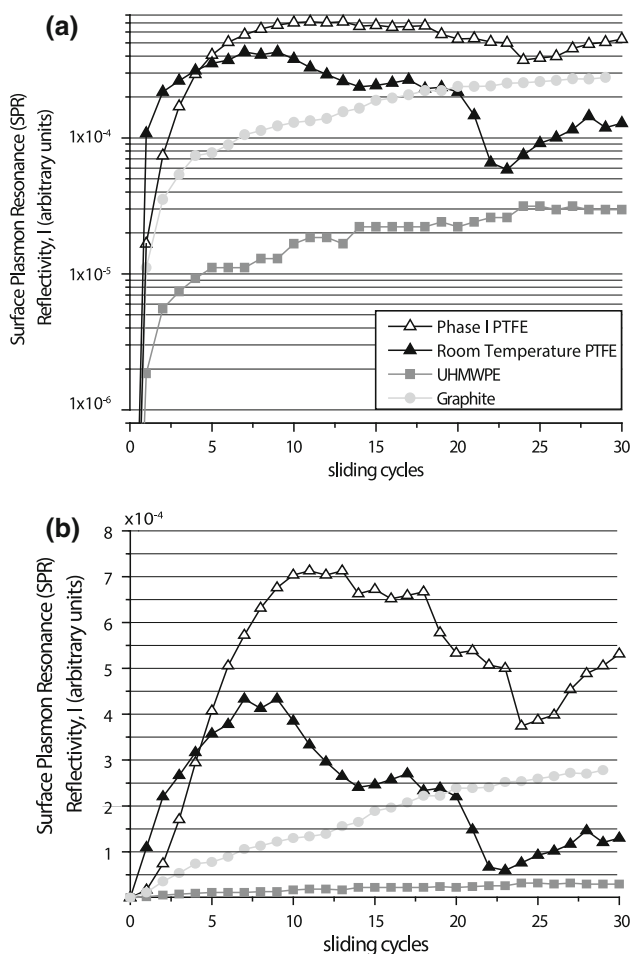 (a)
Surface Plasmon Resonance (SPR)
Reflectivity, I (arbitrary units)
1x10⁻⁴
1x10⁻⁵
1x10⁻⁶
Phase I PTFE
Room Temperature PTFE
UHMWPE
Graphite
0 5 10 15 20 25 30
sliding cycles
(b)
x10⁻⁴
Surface Plasmon Resonance (SPR)
Reflectivity, I (arbitrary units)
8
7
6
5
4
3
2
1
0 5 10 15 20 25 30
sliding cycles